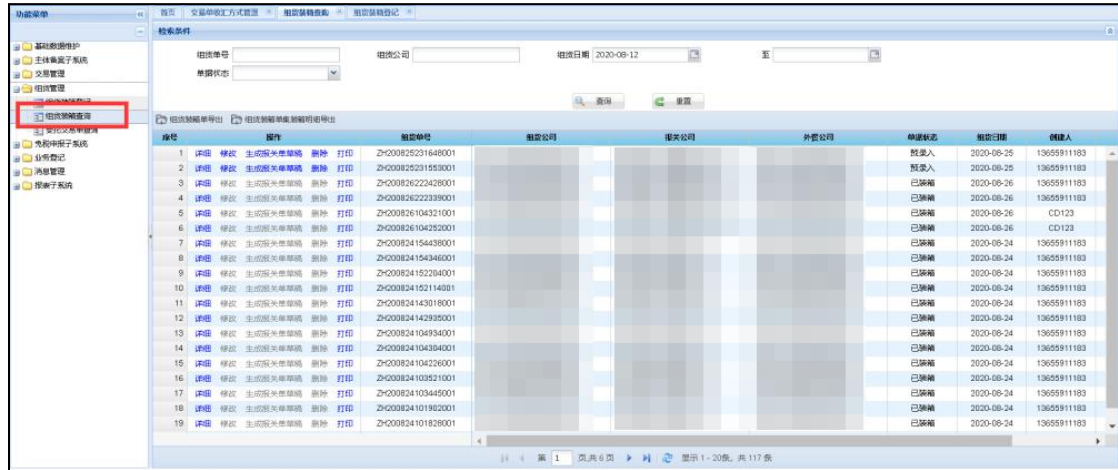 功能菜单
首页 交易单收汇方式管理 组货装箱查询 组货装箱登记
检索条件
基础数据维护
主体备案子系统
交易管理
组货管理
组货装箱查询
免税申报子系统
业务登记
消息管理
报表子系统
组货单号 组货公司 组货日期 2020-08-12 至
单据状态
查询 重置
组货装箱单导出 组货装箱单集装箱明细导出
序号 操作 组货单号 组货公司 报关公司 外贸公司 单据状态 组货日期 创建人
1 详细 修改 生成报关单草稿 删除 打印 ZH200825231648001 预录入 2020-08-25 13655911183
2 详细 修改 生成报关单草稿 删除 打印 ZH200825231553001 预录入 2020-08-25 13655911183
3 详细 修改 生成报关单草稿 删除 打印 ZH200826222428001 已装箱 2020-08-26 13655911183
4 详细 修改 生成报关单草稿 删除 打印 ZH200826222339001 已装箱 2020-08-26 13655911183
5 详细 修改 生成报关单草稿 删除 打印 ZH200826104321001 已装箱 2020-08-26 CD123
6 详细 修改 生成报关单草稿 删除 打印 ZH200826104252001 已装箱 2020-08-26 CD123
7 详细 修改 生成报关单草稿 删除 打印 ZH200824154438001 已装箱 2020-08-24 13655911183
8 详细 修改 生成报关单草稿 删除 打印 ZH200824154346001 已装箱 2020-08-24 13655911183
9 详细 修改 生成报关单草稿 删除 打印 ZH200824152204001 已装箱 2020-08-24 13655911183
10 详细 修改 生成报关单草稿 删除 打印 ZH200824152114001 已装箱 2020-08-24 13655911183
11 详细 修改 生成报关单草稿 删除 打印 ZH200824143018001 已装箱 2020-08-24 13655911183
12 详细 修改 生成报关单草稿 删除 打印 ZH200824142935001 已装箱 2020-08-24 13655911183
13 详细 修改 生成报关单草稿 删除 打印 ZH200824104934001 已装箱 2020-08-24 13655911183
14 详细 修改 生成报关单草稿 删除 打印 ZH200824104304001 已装箱 2020-08-24 13655911183
15 详细 修改 生成报关单草稿 删除 打印 ZH200824104226001 已装箱 2020-08-24 13655911183
16 详细 修改 生成报关单草稿 删除 打印 ZH200824103521001 已装箱 2020-08-24 13655911183
17 详细 修改 生成报关单草稿 删除 打印 ZH200824103445001 已装箱 2020-08-24 13655911183
18 详细 修改 生成报关单草稿 删除 打印 ZH200824101902001 已装箱 2020-08-24 13655911183
19 详细 修改 生成报关单草稿 删除 打印 ZH200824101828001 已装箱 2020-08-24 13655911183
第 1 页,共 6 页 显示 1 - 20条, 共 117 条